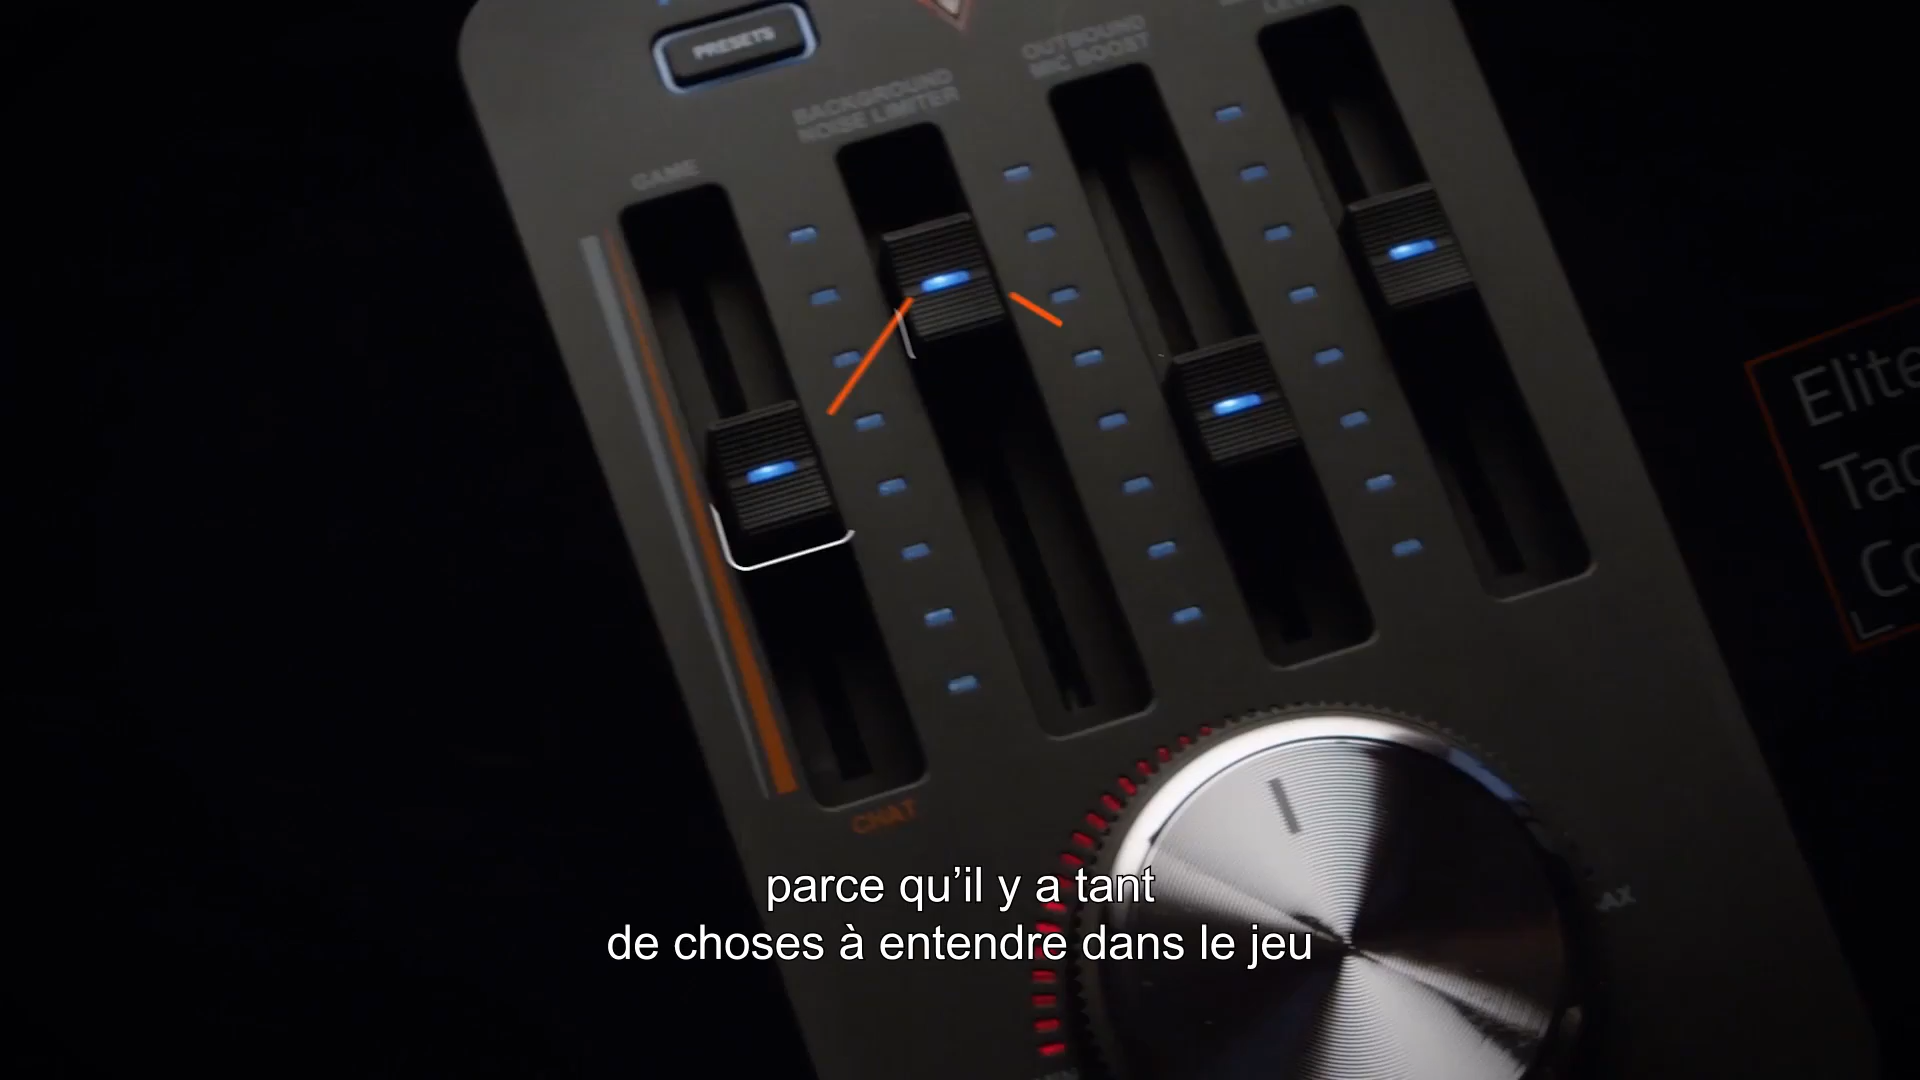 PRESETS
OUTBOUND
MIC BOOST
BACKGROUND
NOISE LIMITER
GAME
Elite
CHAT
parce qu’il y a tant
de choses à entendre dans le jeu